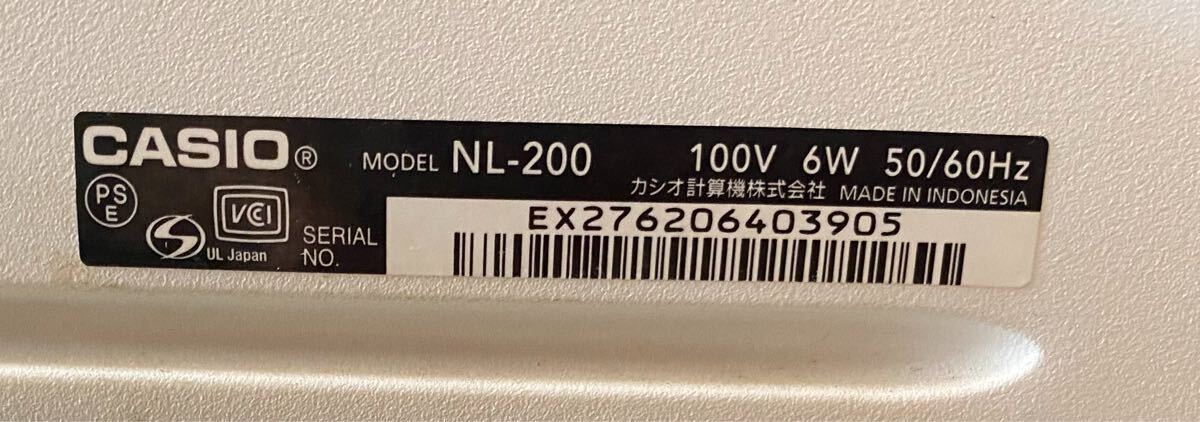 CASIO® MODEL NL-200 100V 6W 50/60Hz
カシオ計算機株式会社 MADE IN INDONESIA
PS
E
VCI
S
UL Japan
SERIAL
NO.
EX276206403905